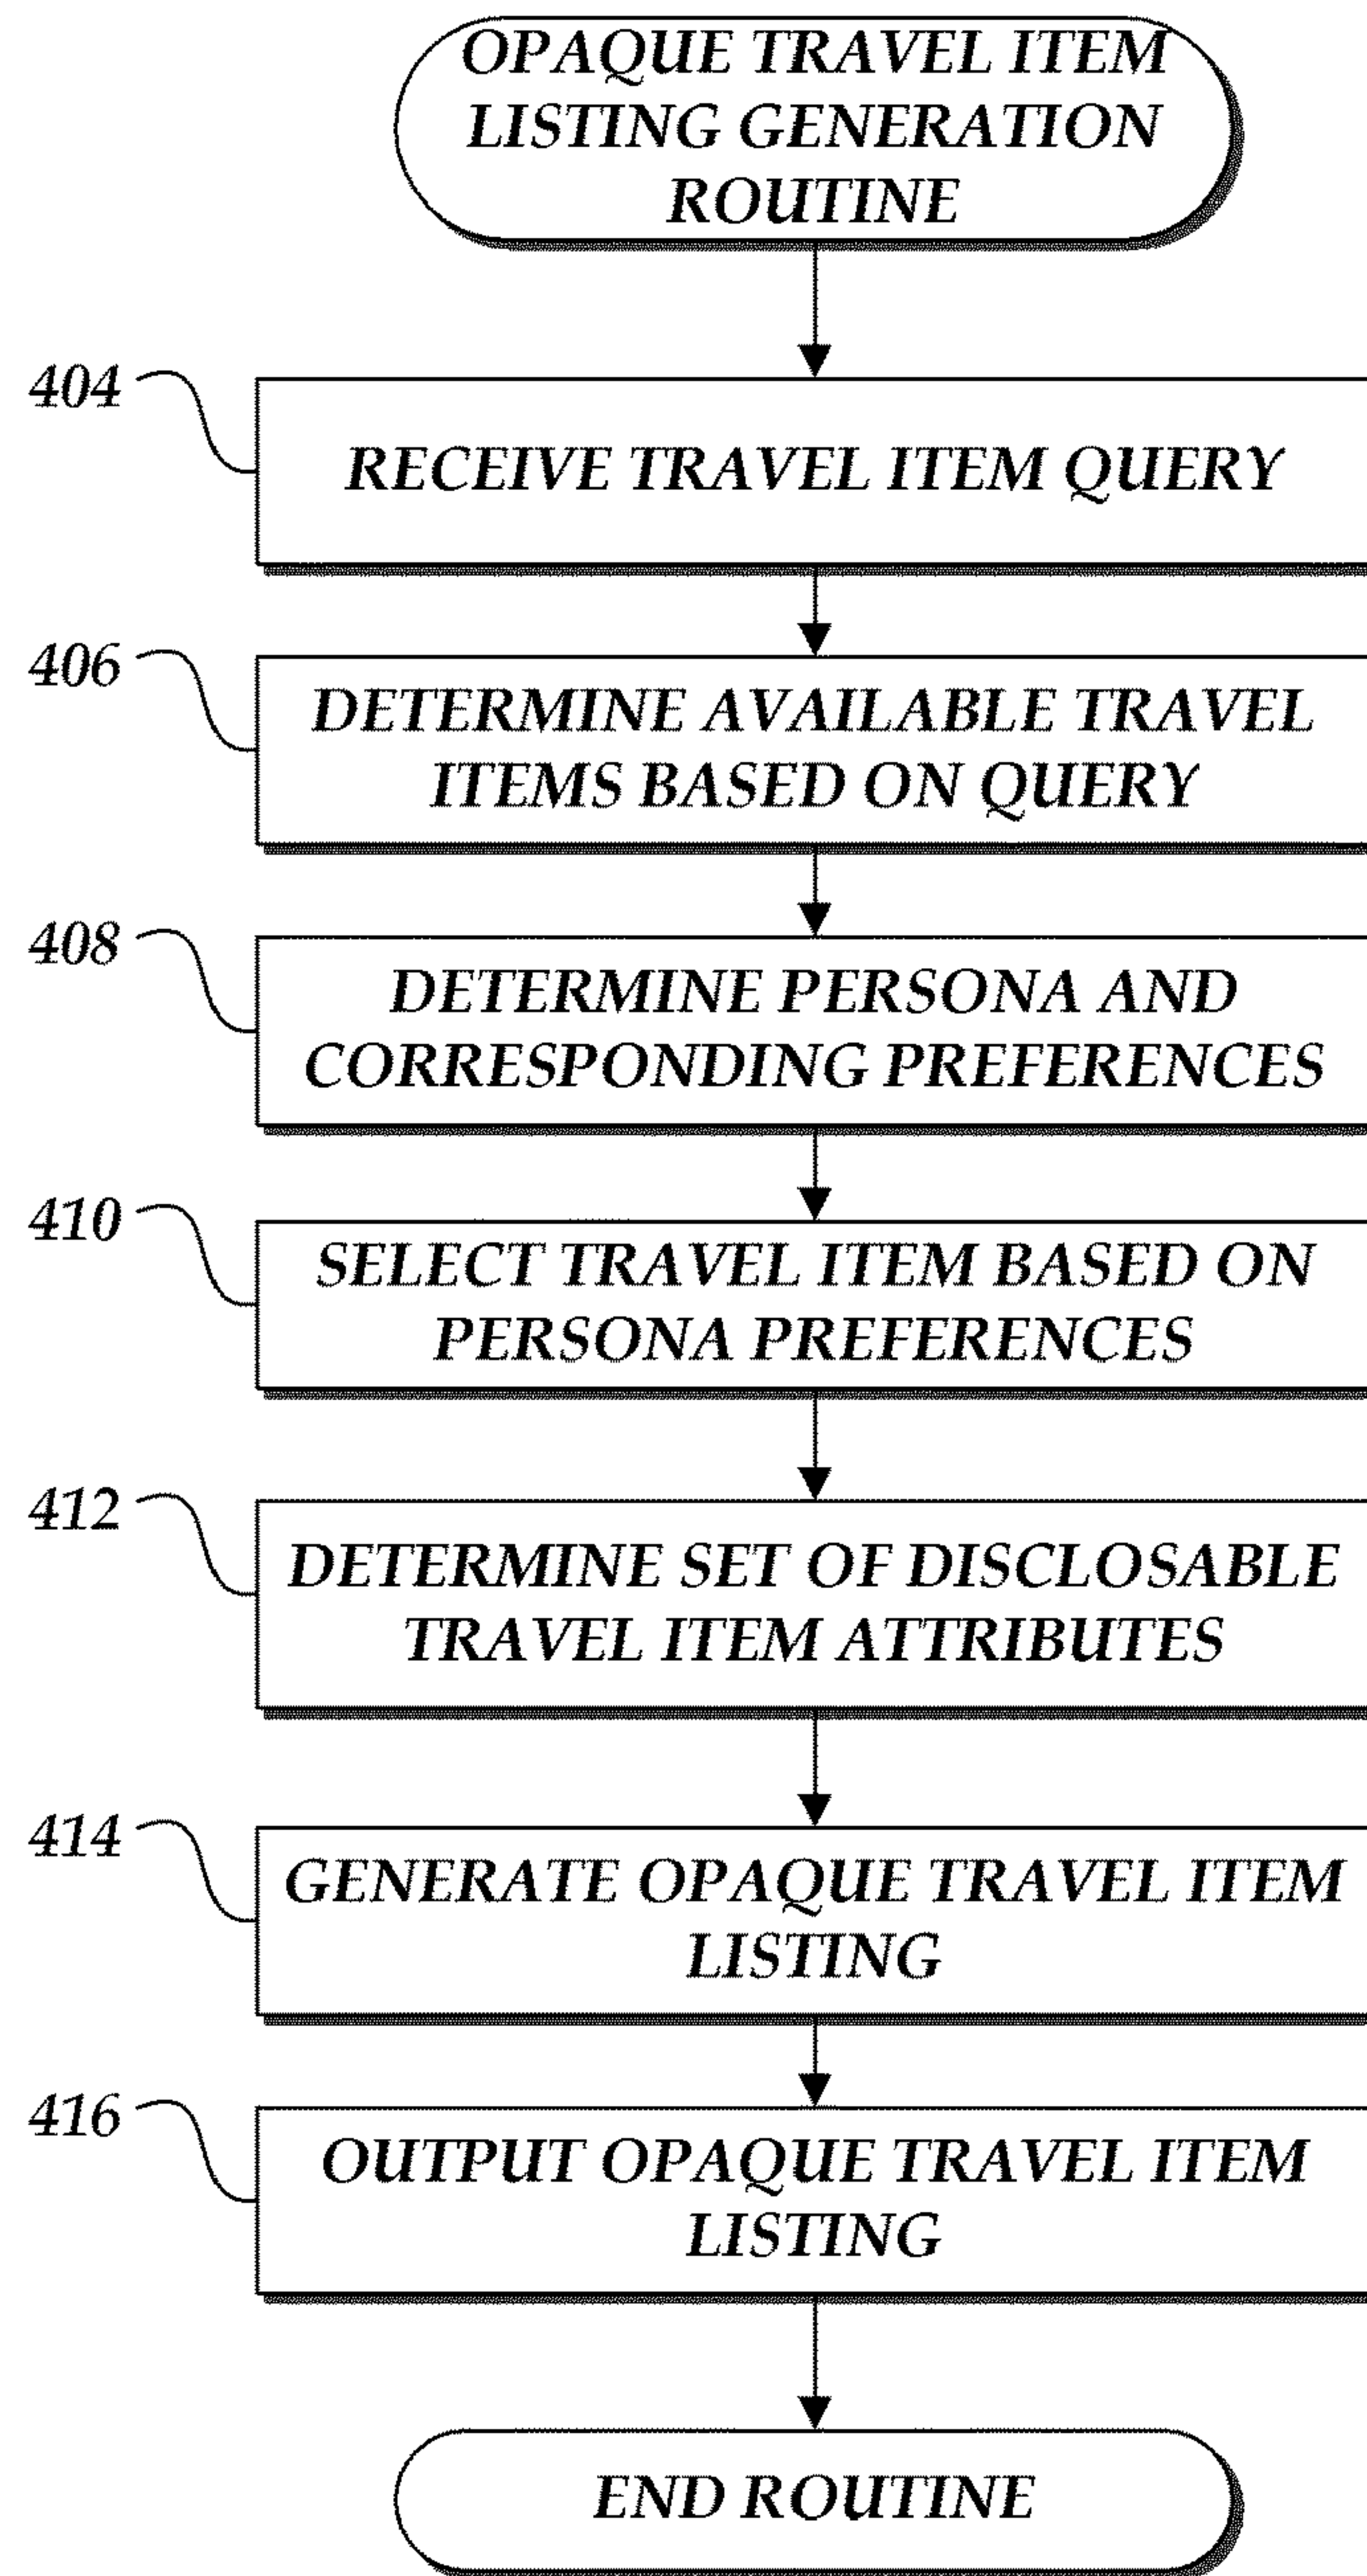 OPAQUE TRAVEL ITEM
LISTING GENERATION
ROUTINE
404
RECEIVE TRAVEL ITEM QUERY
406
DETERMINE AVAILABLE TRAVEL
ITEMS BASED ON QUERY
408
DETERMINE PERSONA AND
CORRESPONDING PREFERENCES
410
SELECT TRAVEL ITEM BASED ON
PERSONA PREFERENCES
412
DETERMINE SET OF DISCLOSABLE
TRAVEL ITEM ATTRIBUTES
414
GENERATE OPAQUE TRAVEL ITEM
LISTING
416
OUTPUT OPAQUE TRAVEL ITEM
LISTING
END ROUTINE